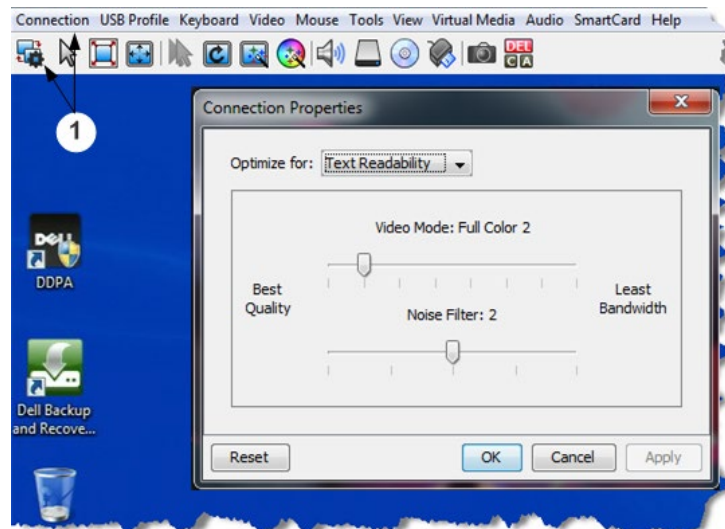 Connection USB Profile Keyboard Video Mouse Tools View Virtual Media Audio SmartCard Help
DEL
C A
1
Connection Properties
Optimize for: Text Readability
Video Mode: Full Color 2
Best
Quality
Least
Bandwidth
Noise Filter: 2
Reset OK Cancel Apply
DELL
DDPA
Dell Backup
and Recove...